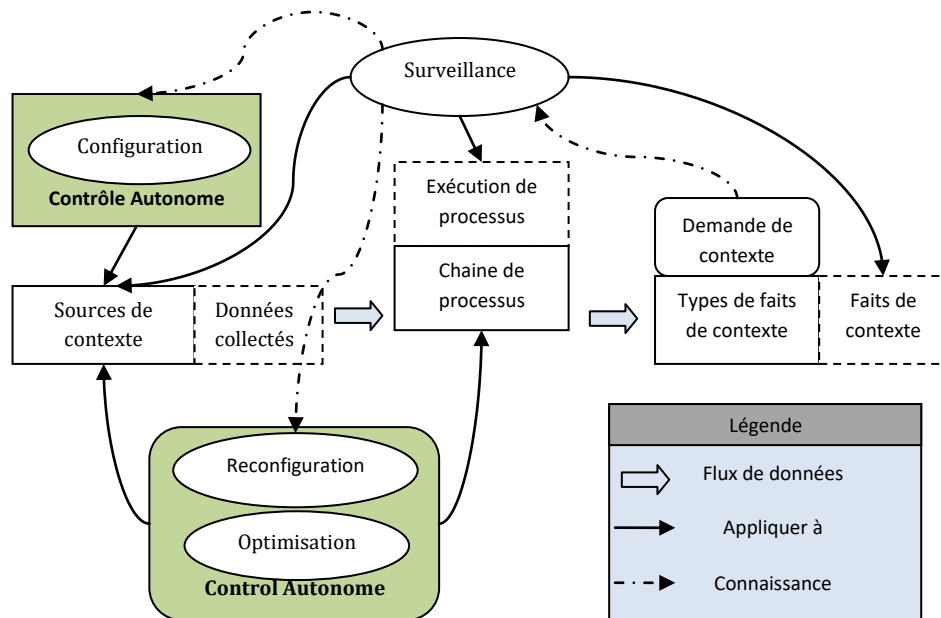 Surveillance
Configuration
Contrôle Autonome
Exécution de
processus
Demande de
contexte
Sources de
contexte
Données
collectés
Chaine de
processus
Types de faits
de contexte
Faits de
contexte
Reconfiguration
Optimisation
Control Autonome
Légende
Flux de données
Appliquer à
Connaissance